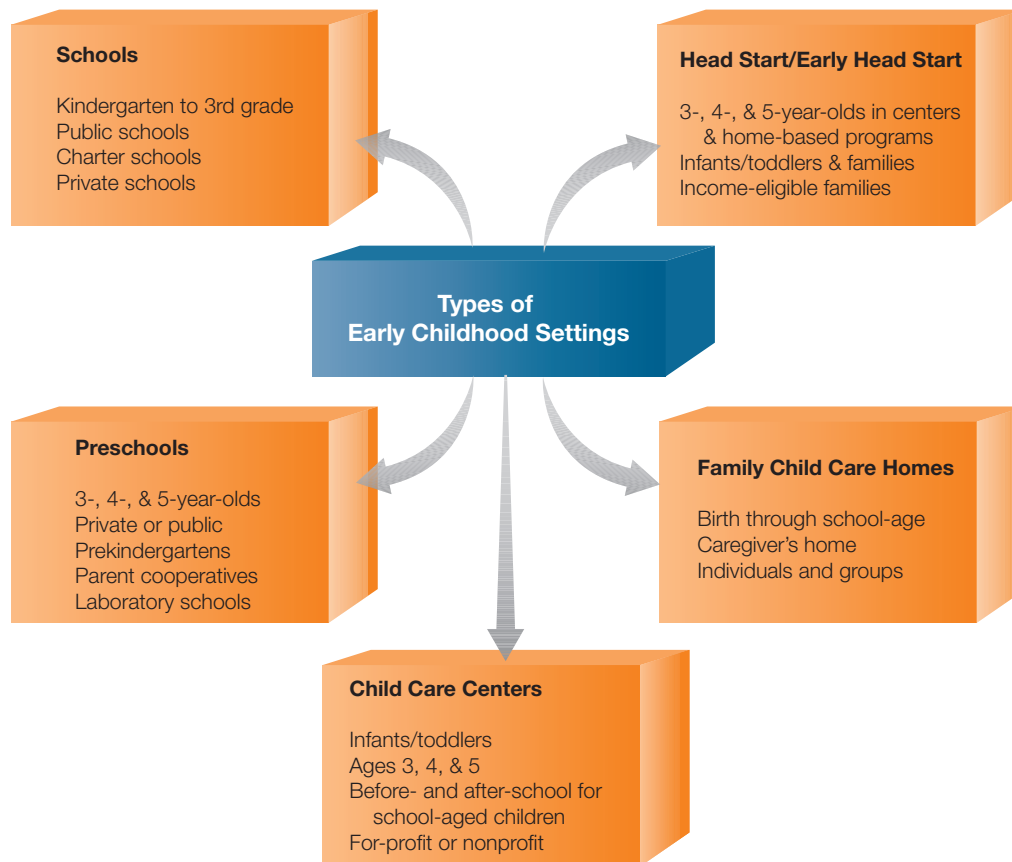 Schools
Kindergarten to 3rd grade
Public schools
Charter schools
Private schools
Head Start/Early Head Start
3-, 4-, & 5-year-olds in centers
& home-based programs
Infants/toddlers & families
Income-eligible families
Types of
Early Childhood Settings
Preschools
3-, 4-, & 5-year-olds
Private or public
Prekindergartens
Parent cooperatives
Laboratory schools
Family Child Care Homes
Birth through school-age
Caregiver’s home
Individuals and groups
Child Care Centers
Infants/toddlers
Ages 3, 4, & 5
Before- and after-school for
school-aged children
For-profit or nonprofit